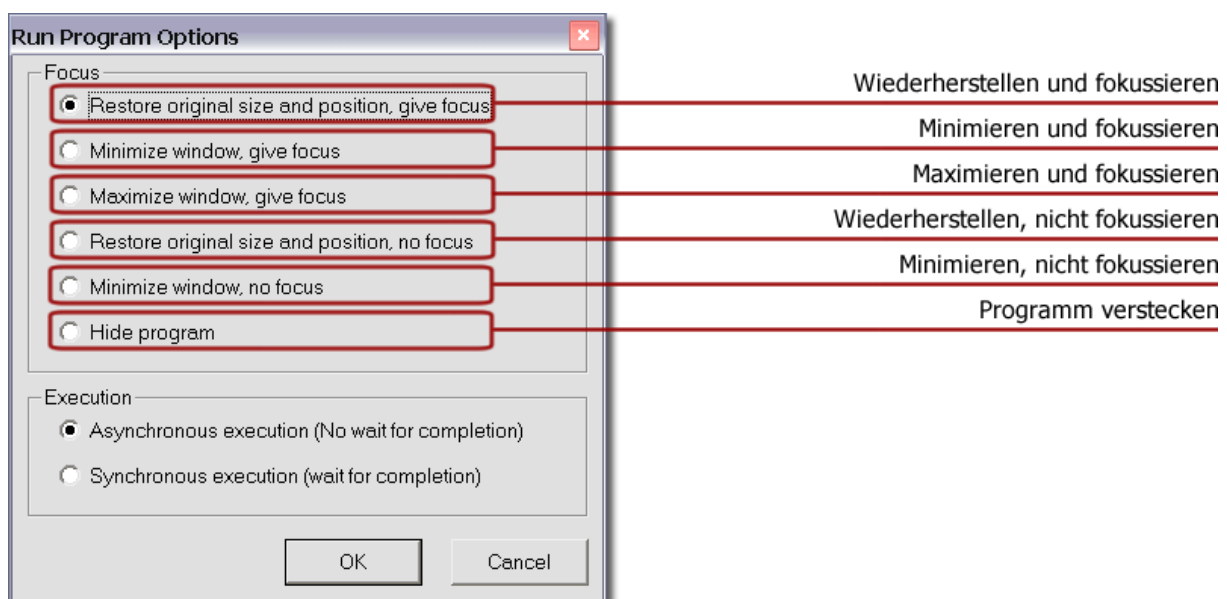 Run Program Options
Focus
Restore original size and position, give focus
Wiederherstellen und fokussieren
Minimize window, give focus
Minimieren und fokussieren
Maximize window, give focus
Maximieren und fokussieren
Restore original size and position, no focus
Wiederherstellen, nicht fokussieren
Minimize window, no focus
Minimieren, nicht fokussieren
Hide program
Programm verstecken
Execution
Asynchronous execution (No wait for completion)
Synchronous execution (wait for completion)
OK
Cancel